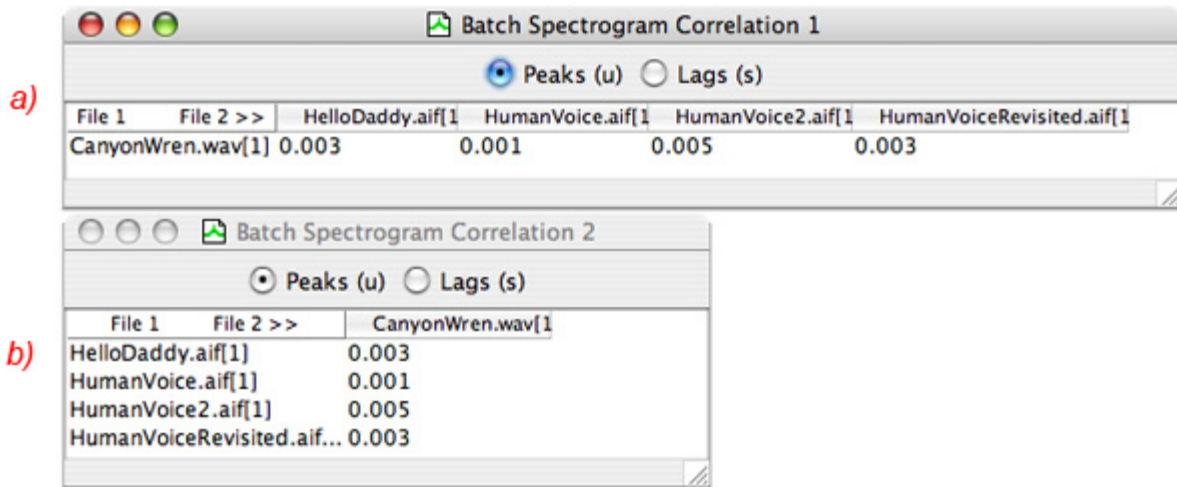 a)
Batch Spectrogram Correlation 1
Peaks (u) Lags (s)
File 1 File 2 >> HelloDaddy.aif[1 HumanVoice.aif[1 HumanVoice2.aif[1 HumanVoiceRevisited.aif[1
CanyonWren.wav[1] 0.003 0.001 0.005 0.003
b)
Batch Spectrogram Correlation 2
Peaks (u) Lags (s)
File 1 File 2 >> CanyonWren.wav[1
HelloDaddy.aif[1] 0.003
HumanVoice.aif[1] 0.001
HumanVoice2.aif[1] 0.005
HumanVoiceRevisited.aif... 0.003